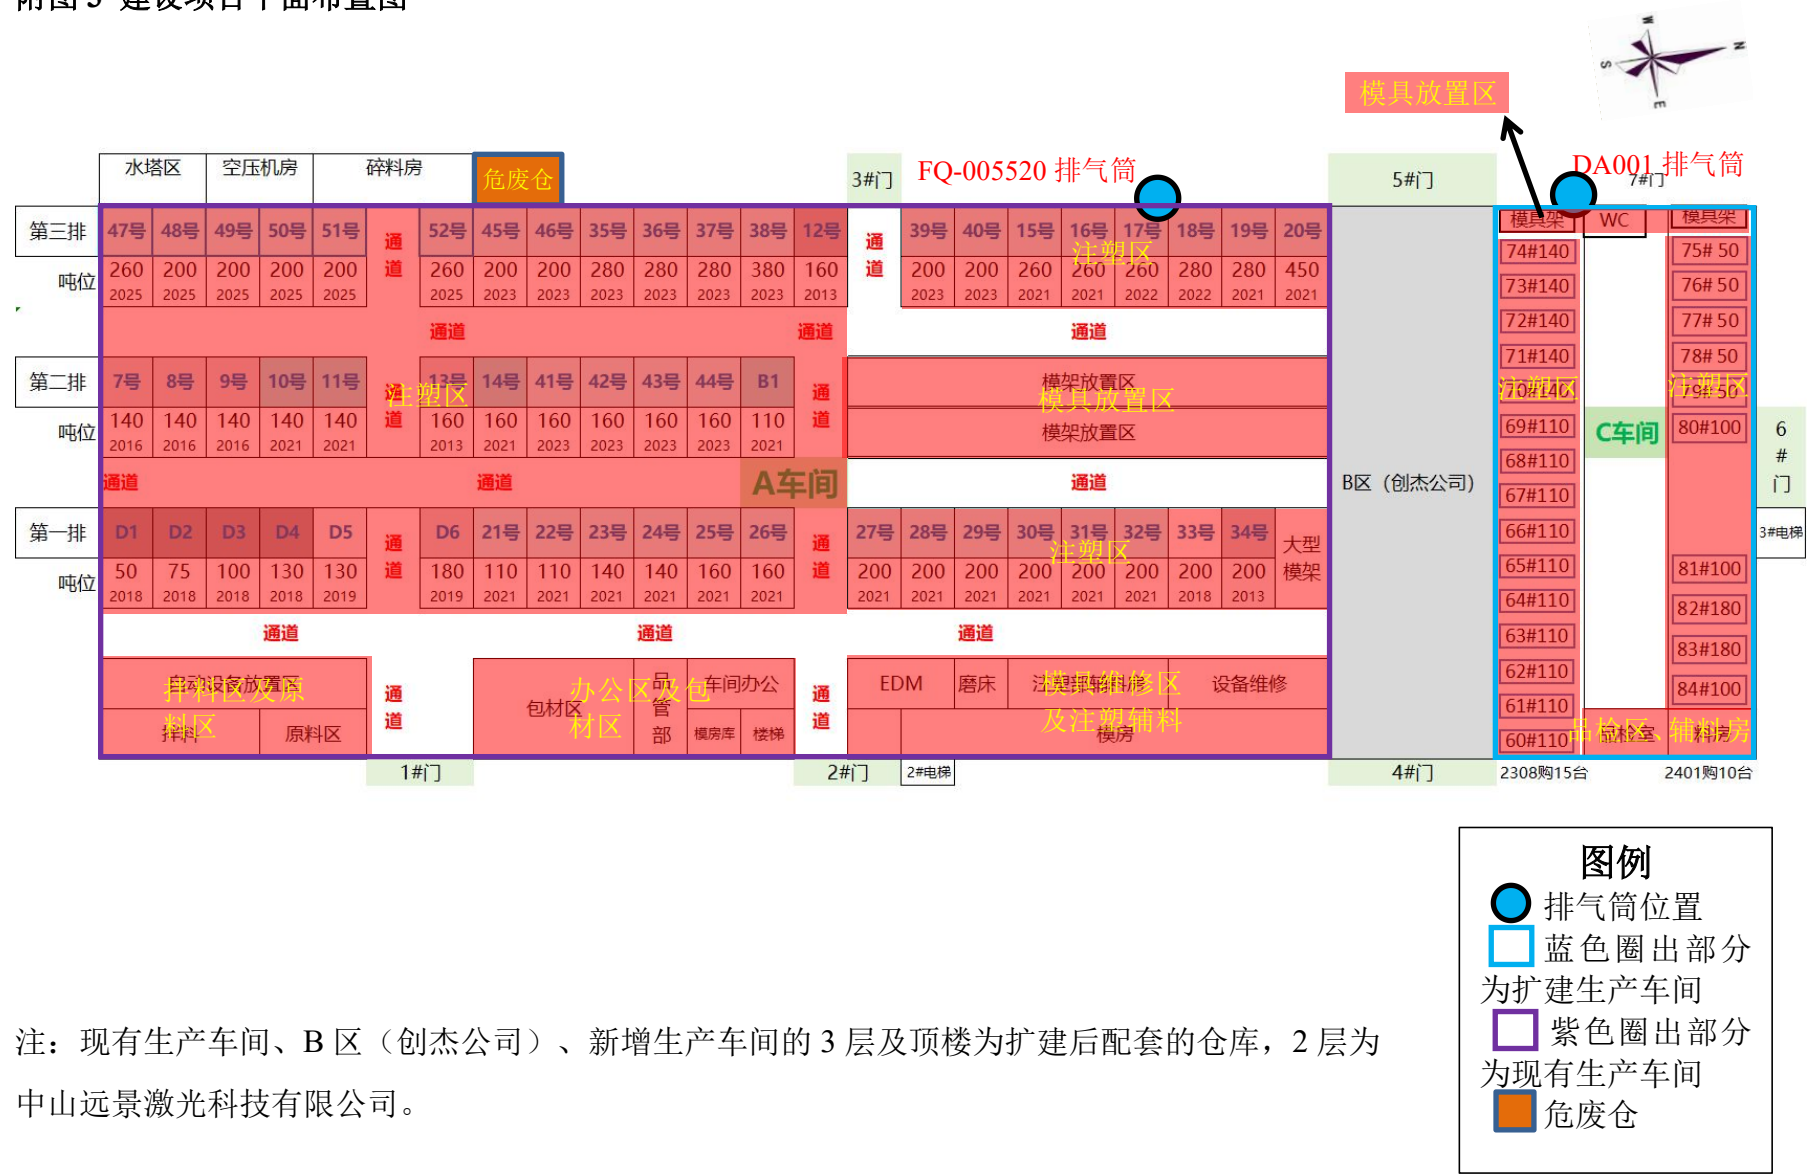 附图 3 建设项目平面布置图
W
N
S
E
模具放置区
水塔区 空压机房 碎料房 危废仓 3#门 FQ-005520 排气筒 5#门 DA001 排气筒
7#门
第三排 47号 48号 49号 50号 51号 通道 52号 45号 46号 35号 36号 37号 38号 12号 通道 39号 40号 15号 16号 17号 18号 19号 20号
注塑区
吨位 260 200 200 200 200 260 200 200 280 280 280 380 160 200 200 260 260 260 280 280 450
2025 2025 2025 2025 2025 2025 2023 2023 2023 2023 2023 2023 2013 2023 2023 2021 2021 2022 2022 2021 2021
通道 通道 通道
第二排 7号 8号 9号 10号 11号 通道 13号 14号 41号 42号 43号 44号 B1 通道 模架放置区
注塑区 模具放置区
吨位 140 140 140 140 140 160 160 160 160 160 160 110 模架放置区
2016 2016 2016 2021 2021 2013 2021 2023 2023 2023 2023 2021
通道 通道 A车间 通道
第一排 D1 D2 D3 D4 D5 通道 D6 21号 22号 23号 24号 25号 26号 通道 27号 28号 29号 30号 31号 32号 33号 34号 大型模架
注塑区
吨位 50 75 100 130 130 180 110 110 140 140 160 160 200 200 200 200 200 200 200 200
2018 2018 2018 2018 2019 2019 2021 2021 2021 2021 2021 2021 2021 2021 2021 2021 2021 2021 2018 2013
通道 通道 通道
设备放置区
拌料区及原料区
拌料 原料区
通道
包材区
办公区及包材区
品管部 车间办公
模房库 楼梯
通道
EDM 磨床 设备维修
模具维修区及注塑辅料
模房
1#门 2#门 2#电梯 4#门
B区（创杰公司）
模具架 WC 模具架
74#140 75# 50
73#140 76# 50
72#140 77# 50
71#140 78# 50
注塑区 注塑区
70#140 79# 50
69#110 C车间 80#100
68#110
67#110
66#110
65#110 81#100
64#110 82#180
63#110 83#180
62#110 84#100
61#110
60#110
品检区、辅料房
料房
6#门
3#电梯
2308购15台 2401购10台
图例
排气筒位置
蓝色圈出部分
为扩建生产车间
紫色圈出部分
为现有生产车间
危废仓
注：现有生产车间、B 区（创杰公司）、新增生产车间的 3 层及顶楼为扩建后配套的仓库，2 层为
中山远景激光科技有限公司。